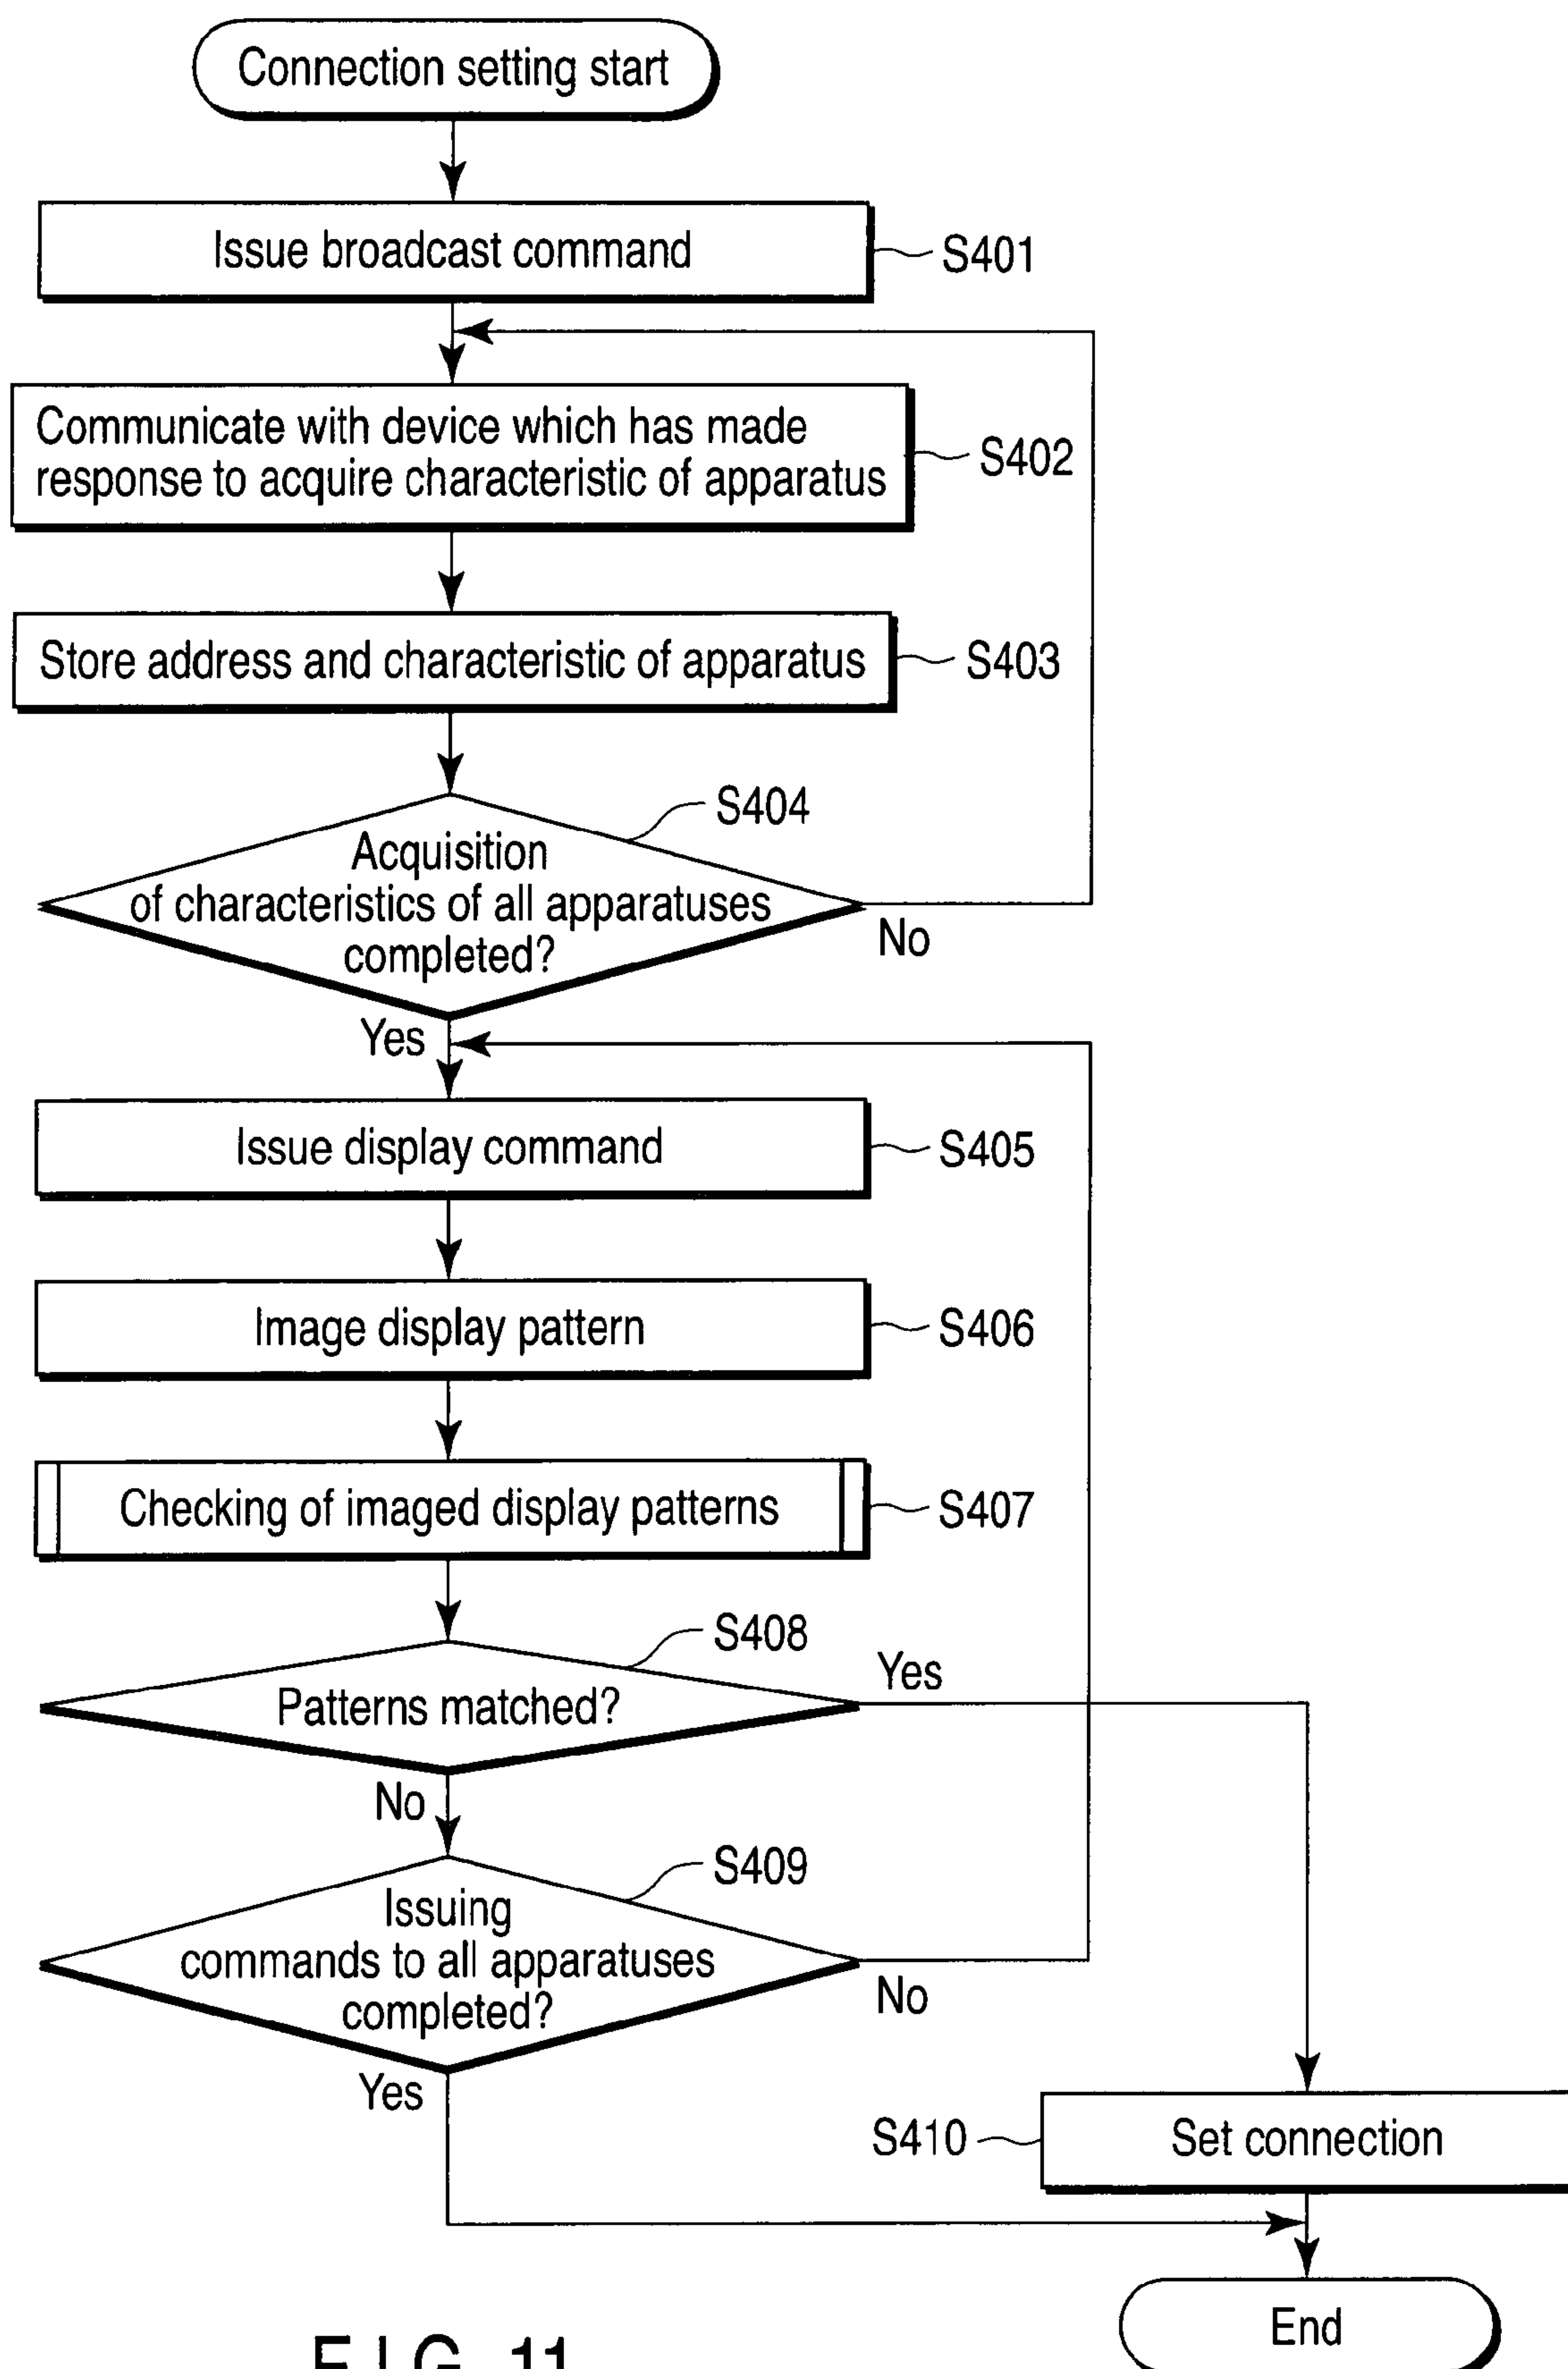 Connection setting start
Issue broadcast command
S401
Communicate with device which has made
response to acquire characteristic of apparatus
S402
Store address and characteristic of apparatus
S403
S404
Acquisition
of characteristics of all apparatuses
completed?
No
Yes
Issue display command
S405
Image display pattern
S406
Checking of imaged display patterns
S407
S408
Patterns matched?
Yes
No
S409
Issuing
commands to all apparatuses
completed?
No
Yes
S410
Set connection
End
FIG. 11